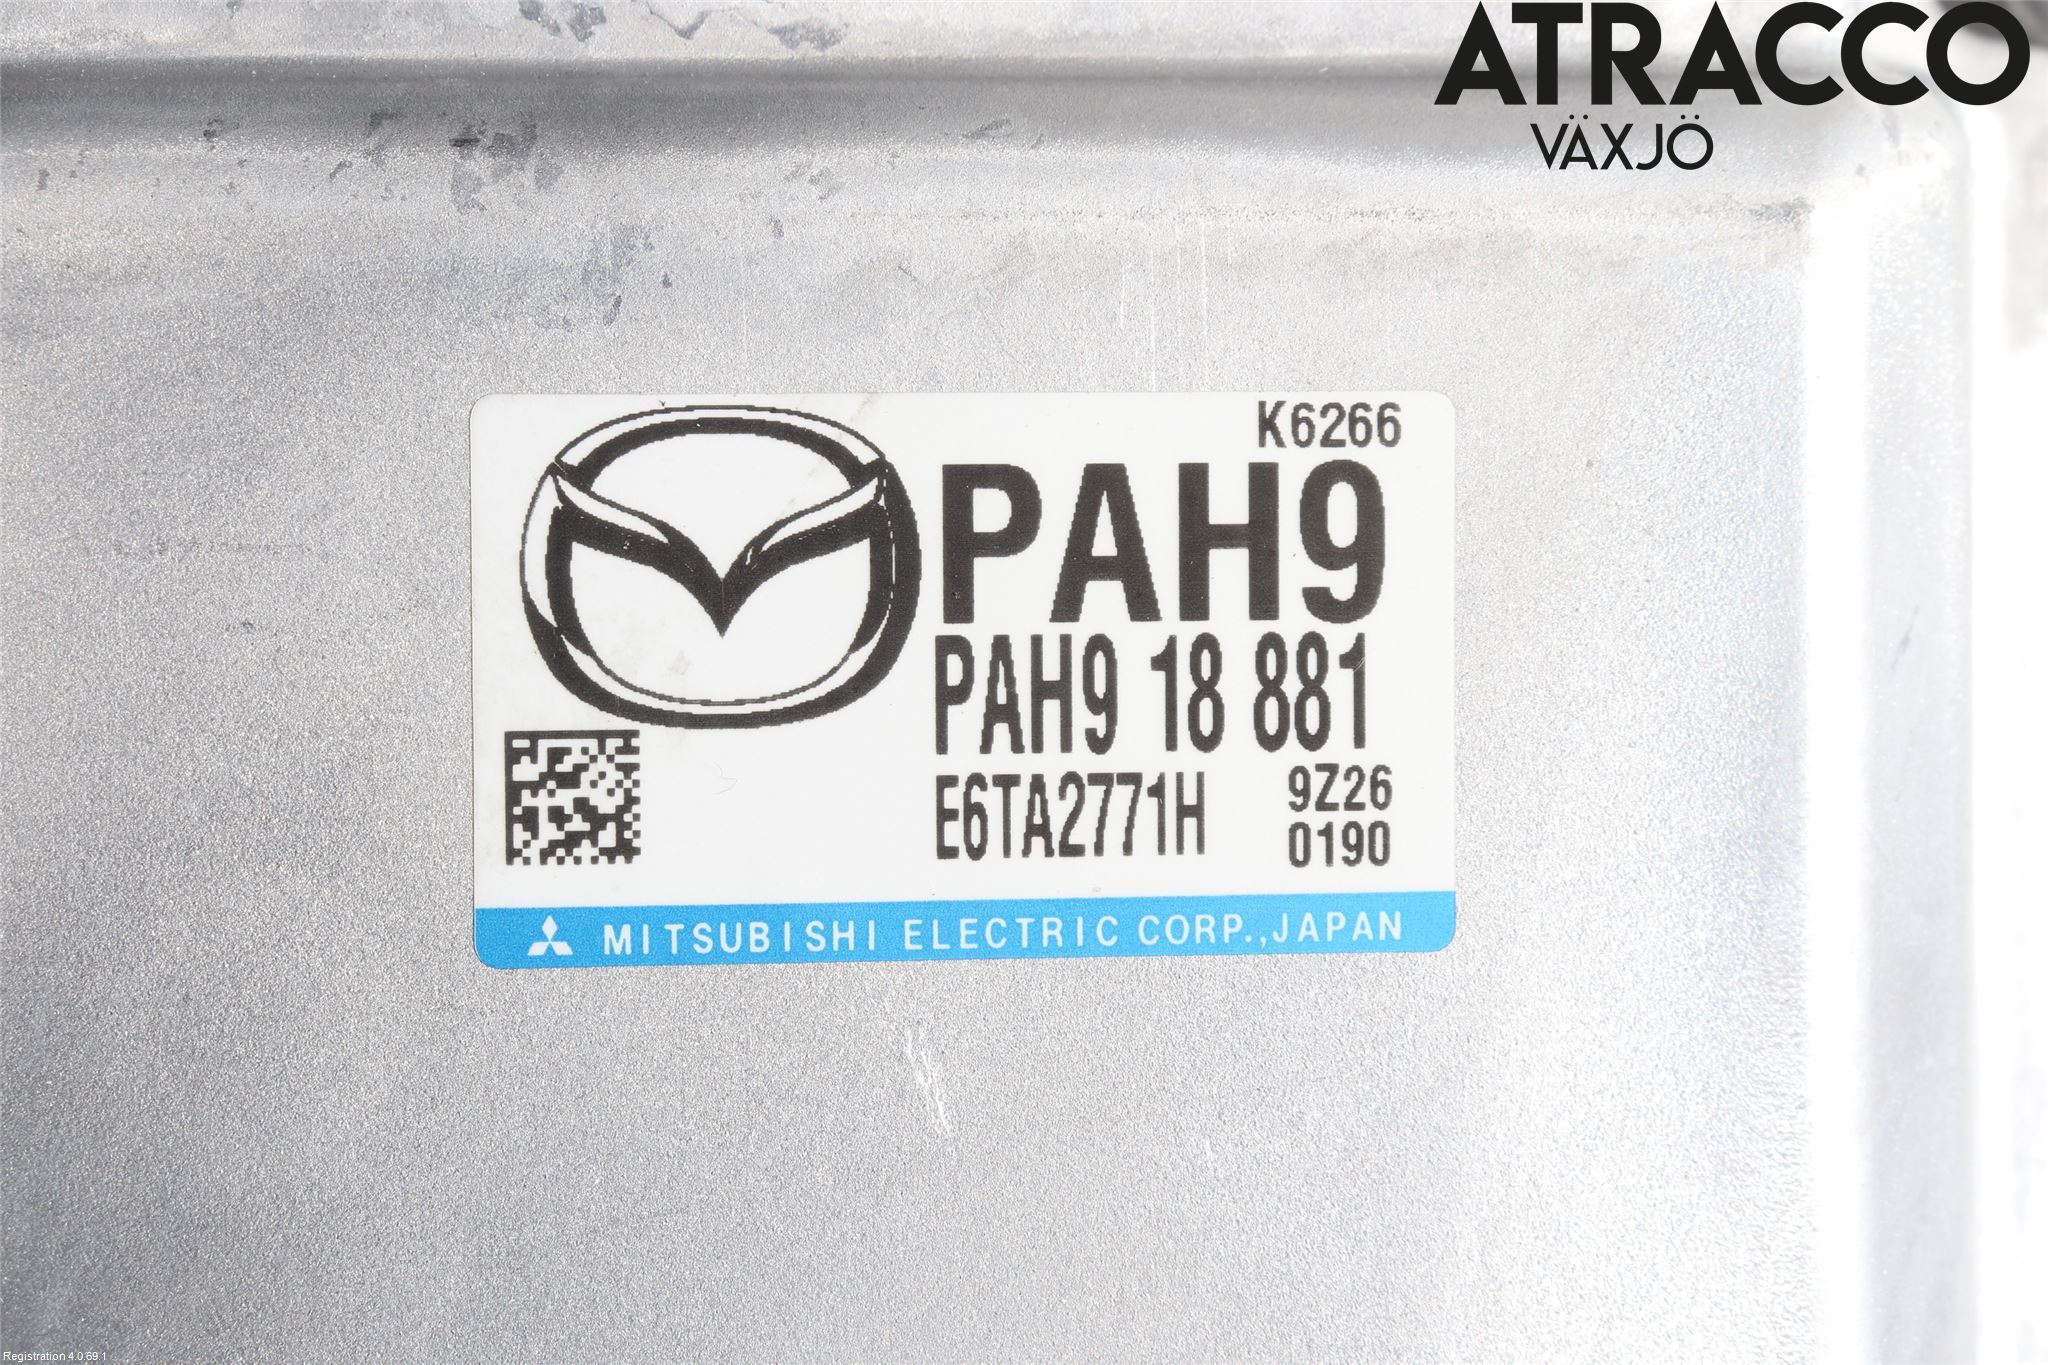 ATRACCO
VÄXJÖ
K6266
PAH9
PAH9 18 881
E6TA2771H
9Z26
0190
MITSUBISHI ELECTRIC CORP.,JAPAN
Registration 4.0.69.1